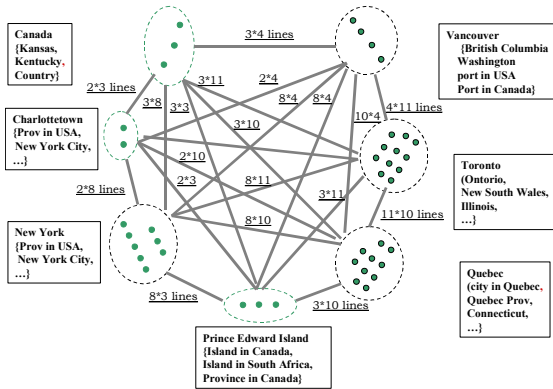 Canada
{Kansas,
Kentucky,
Country}
3*4 lines
Vancouver
{British Columbia
Washington
port in USA
Port in Canada}
2*3 lines
3*11
2*4
8*4
8*4
3*8
3*3
10*4
4*11 lines
Charlottetown
{Prov in USA,
New York City,
...}
3*10
2*10
2*3
8*11
3*11
8*10
Toronto
(Ontorio,
New South Wales,
Illinois,
...}
2*8 lines
11*10 lines
New York
{Prov in USA,
New York City,
...}
8*3 lines
3*10 lines
Quebec
(city in Quebec,
Quebec Prov,
Connecticut,
...}
Prince Edward Island
{Island in Canada,
Island in South Africa,
Province in Canada}